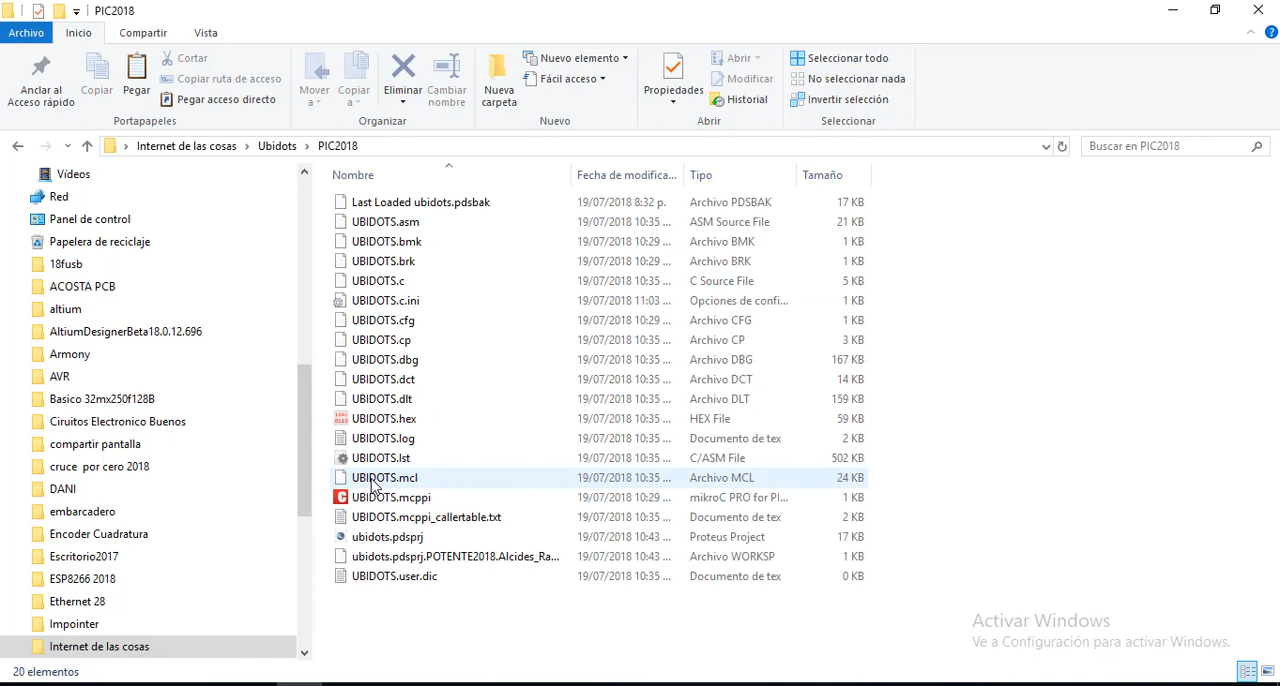 PIC2018
Archivo Inicio Compartir Vista
Anclar al Acceso rápido
Copiar
Pegar
Cortar
Copiar ruta de acceso
Pegar acceso directo
Portapapeles
Mover a
Copiar a
Eliminar
Cambiar nombre
Organizar
Nueva carpeta
Nuevo elemento
Fácil acceso
Nuevo
Propiedades
Abrir
Modificar
Historial
Abrir
Seleccionar todo
No seleccionar nada
Invertir selección
Seleccionar
Internet de las cosas › Ubidots › PIC2018
Buscar en PIC2018
Vídeos
Red
Panel de control
Papelera de reciclaje
18fusb
ACOSTA PCB
altium
AltiumDesignerBeta18.0.12.696
Armony
AVR
Basico 32mx250f128B
Ciruitos Electronico Buenos
compartir pantalla
cruce por cero 2018
DANI
embarcadero
Encoder Cuadratura
Escritorio2017
ESP8266 2018
Ethernet 28
Impointer
Internet de las cosas
Nombre Fecha de modifica... Tipo Tamaño
Last Loaded ubidots.pdsbak 19/07/2018 8:32 p. Archivo PDSBAK 17 KB
UBIDOTS.asm 19/07/2018 10:35 ... ASM Source File 21 KB
UBIDOTS.bmk 19/07/2018 10:29 ... Archivo BMK 1 KB
UBIDOTS.brk 19/07/2018 10:29 ... Archivo BRK 1 KB
UBIDOTS.c 19/07/2018 10:35 ... C Source File 5 KB
UBIDOTS.c.ini 19/07/2018 11:03 ... Opciones de confi... 1 KB
UBIDOTS.cfg 19/07/2018 10:29 ... Archivo CFG 1 KB
UBIDOTS.cp 19/07/2018 10:35 ... Archivo CP 3 KB
UBIDOTS.dbg 19/07/2018 10:35 ... Archivo DBG 167 KB
UBIDOTS.dct 19/07/2018 10:35 ... Archivo DCT 14 KB
UBIDOTS.dlt 19/07/2018 10:35 ... Archivo DLT 159 KB
UBIDOTS.hex 19/07/2018 10:35 ... HEX File 59 KB
UBIDOTS.log 19/07/2018 10:35 ... Documento de tex 2 KB
UBIDOTS.lst 19/07/2018 10:35 ... C/ASM File 502 KB
UBIDOTS.mcl 19/07/2018 10:35 ... Archivo MCL 24 KB
UBIDOTS.mcppi 19/07/2018 10:29 ... mikroC PRO for PI... 1 KB
UBIDOTS.mcppi_callertable.txt 19/07/2018 10:35 ... Documento de tex 2 KB
ubidots.pdsprj 19/07/2018 10:43 ... Proteus Project 17 KB
ubidots.pdsprj.POTENTE2018.Alcides_Ra... 19/07/2018 10:43 ... Archivo WORKSP 1 KB
UBIDOTS.user.dic 19/07/2018 10:35 ... Documento de tex 0 KB
Activar Windows
Ve a Configuración para activar Windows.
20 elementos